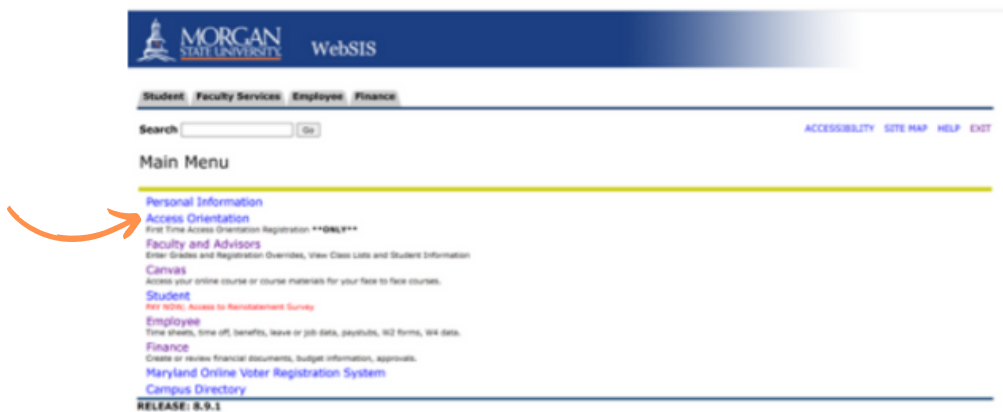 MORGAN
STATE UNIVERSITY
WebSIS
Student Faculty Services Employee Finance
Search Go
ACCESSIBILITY SITE MAP HELP EXIT
Main Menu
Personal Information
Access Orientation
First Time Access Orientation Registration **ONLY**
Faculty and Advisors
Enter Grades and Registration Overrides, View Class Lists and Student Information
Canvas
Access your online course or course materials for your face to face courses.
Student
PAY NOW; Access to Reinstatement Survey
Employee
Time sheets, time off, benefits, leave or job data, paystubs, W2 forms, W4 data.
Finance
Create or review financial documents, budget information, approvals.
Maryland Online Voter Registration System
Campus Directory
RELEASE: 8.9.1